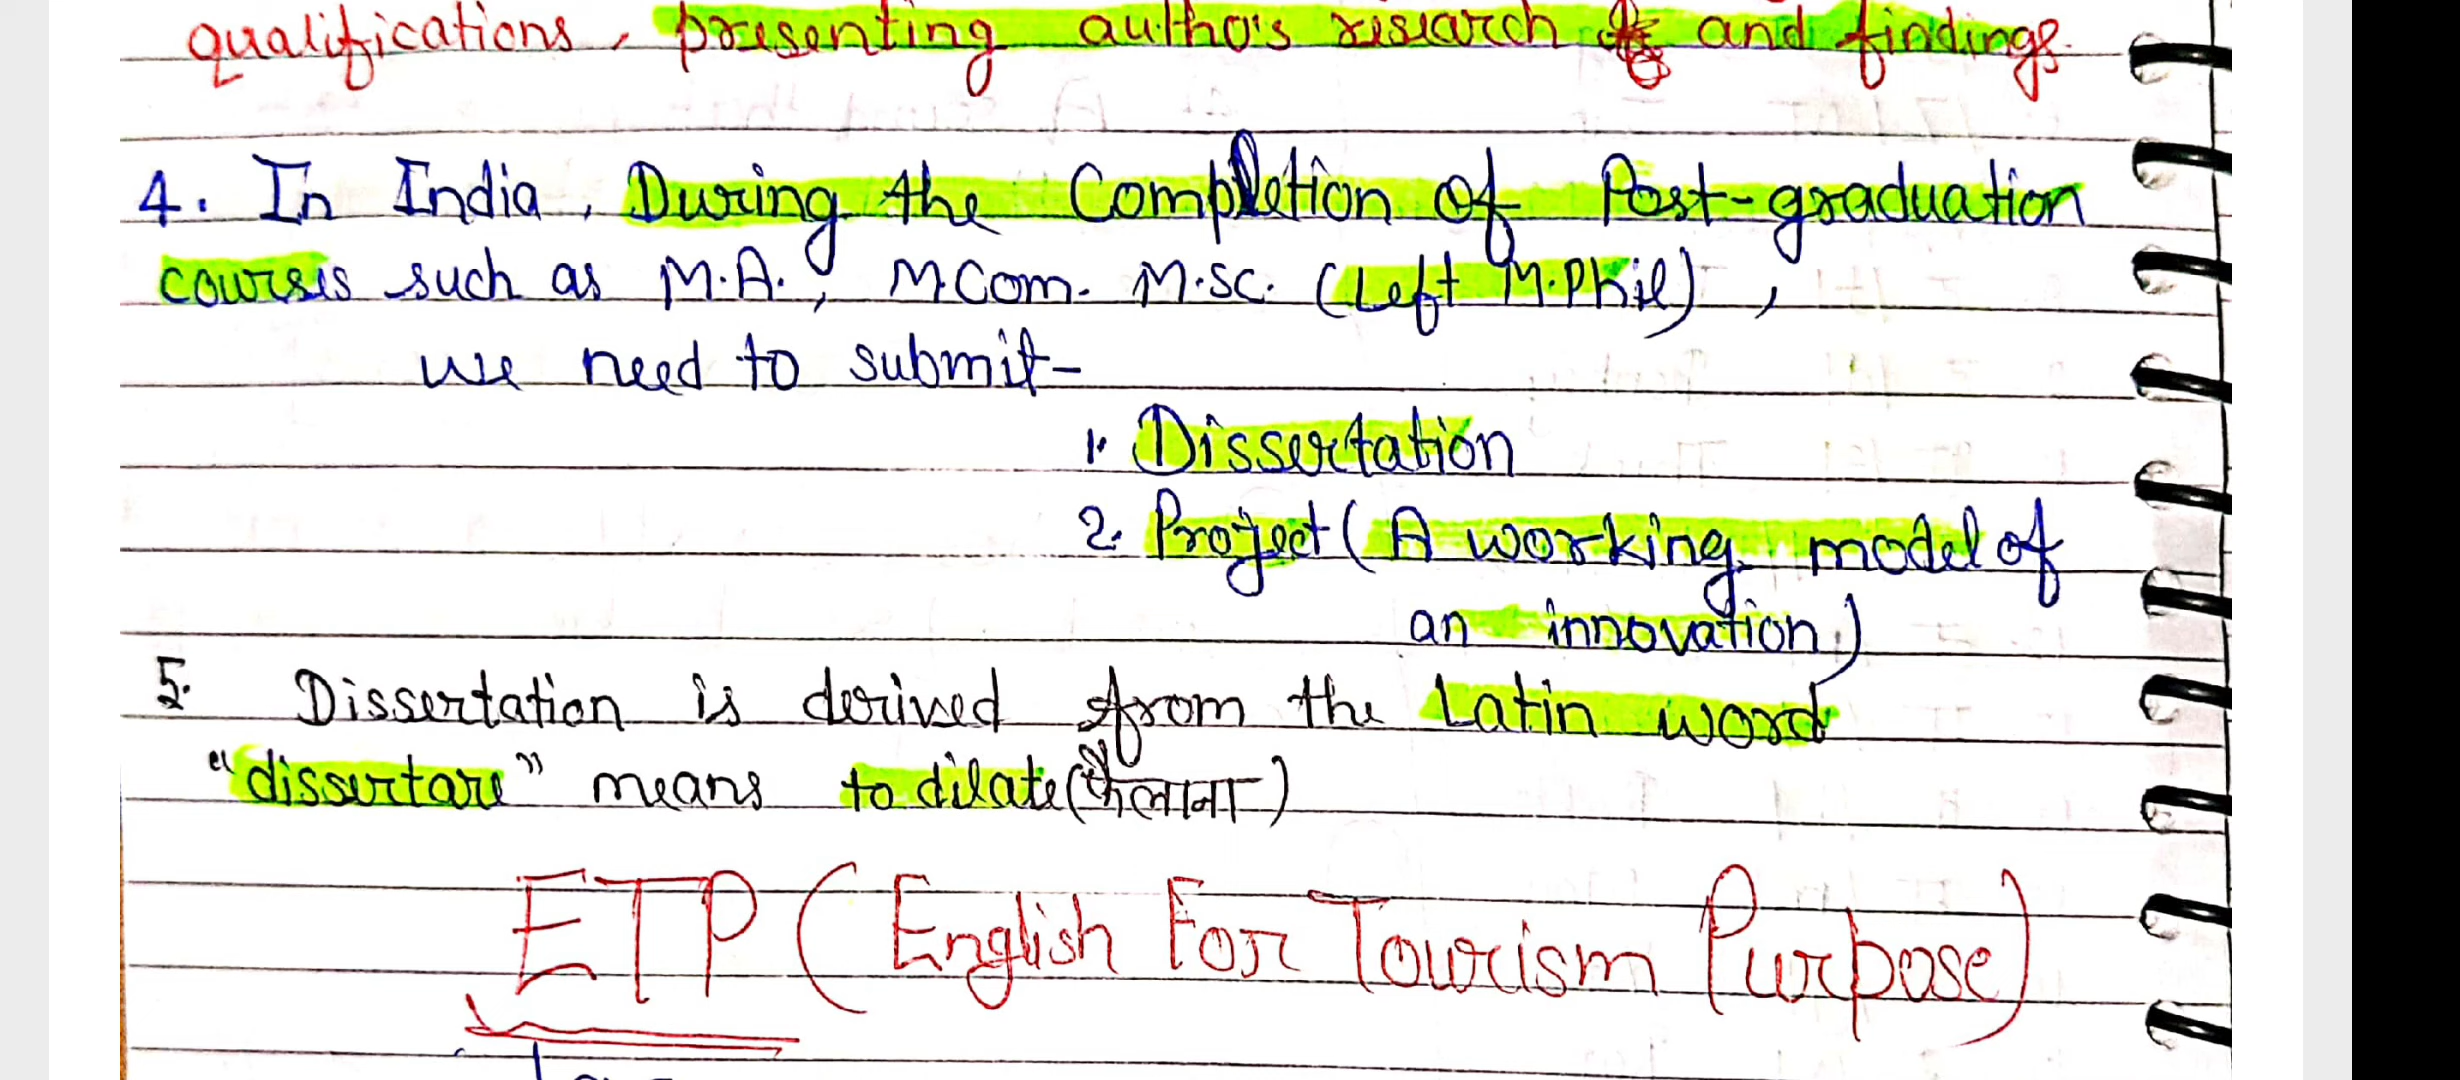 qualifications, presenting author's research and findings.
4. In India, During the Completion of Post-graduation
courses such as M.A., M.Com. M.sc. (Left M.Phil),
we need to submit-
1. Dissertation
2. Project (A working model of
an innovation)
5. Dissertation is derived from the Latin word
"dissertare" means to dilate (फैलाना)
ETP (English For Tourism Purpose)